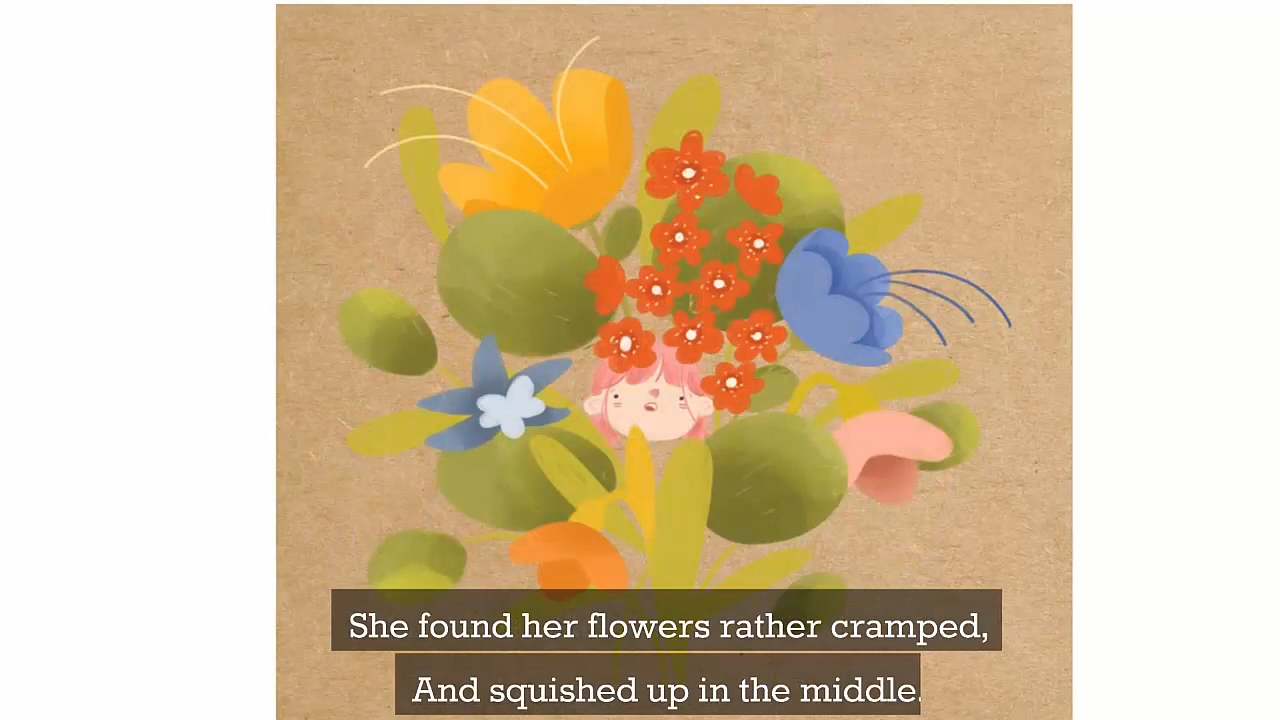 She found her flowers rather cramped,
And squished up in the middle.